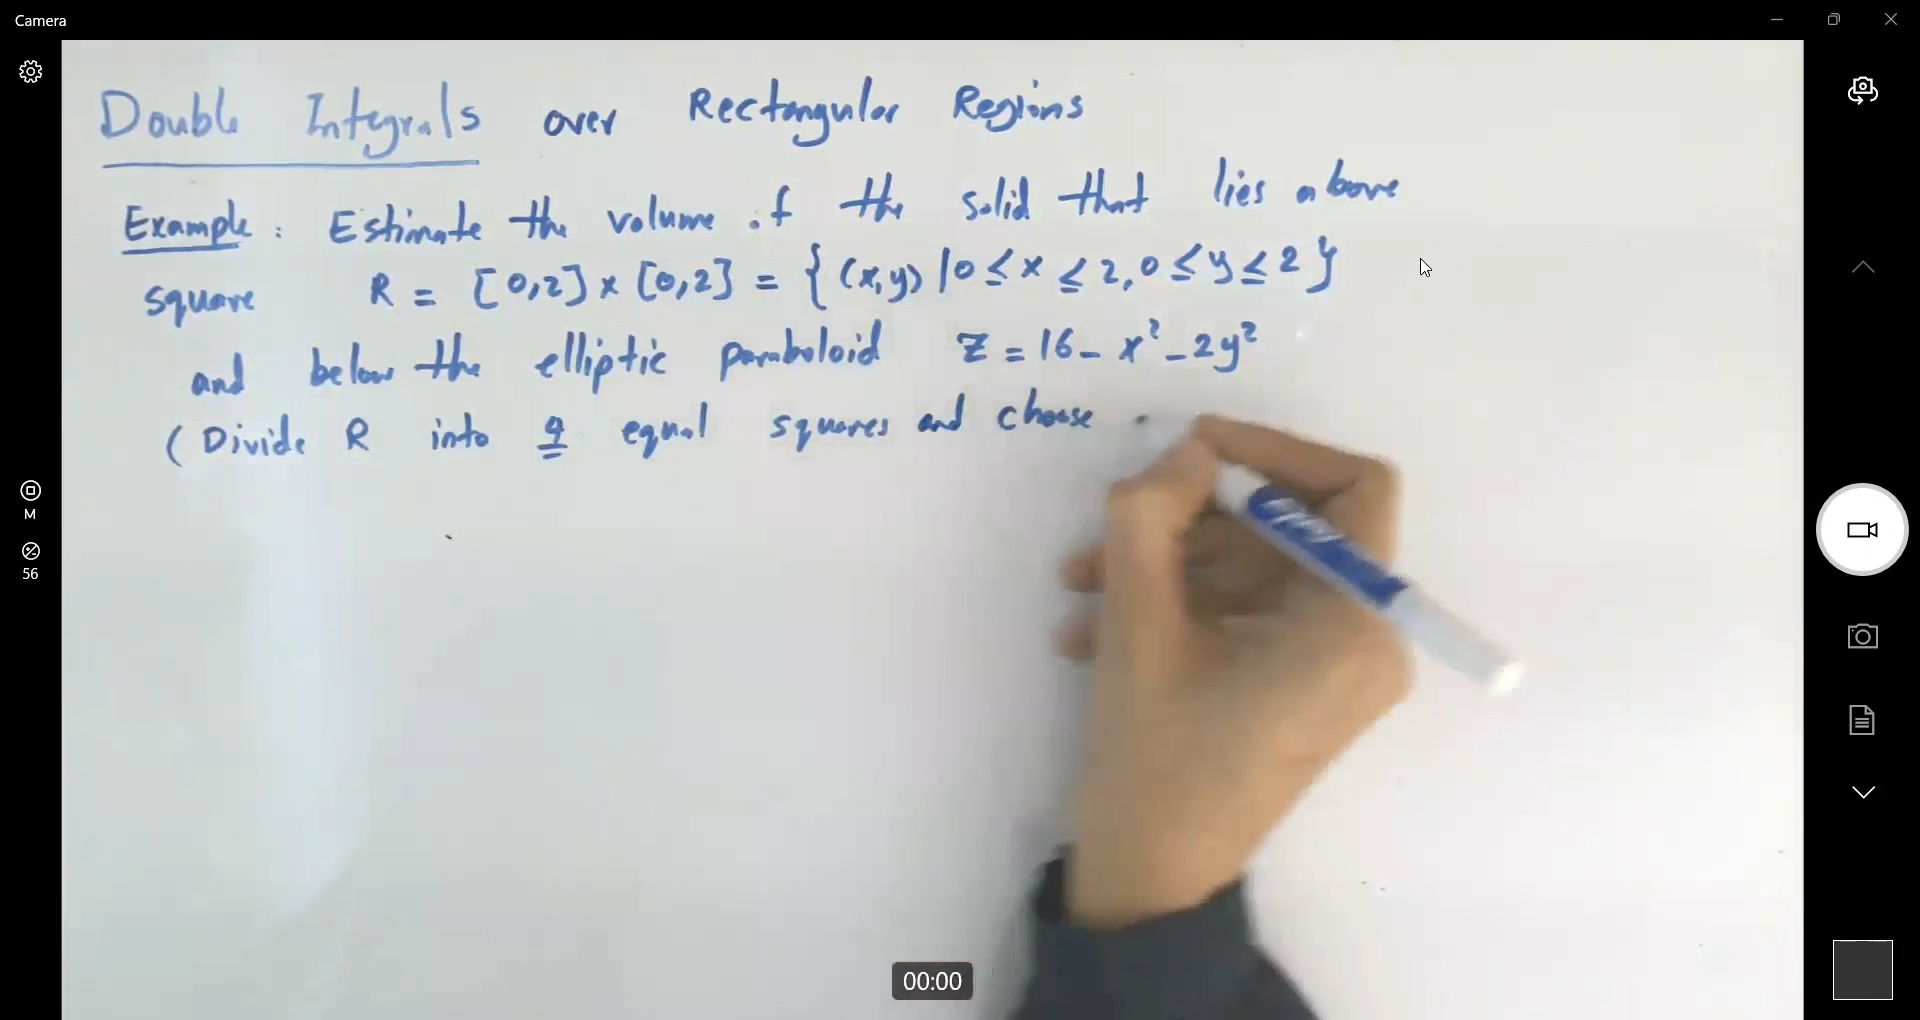 Camera
Double Integrals over Rectangular Regions
Example: Estimate the volume of the solid that lies above
square R = [0,2] × [0,2] = {(x,y) | 0 ≤ x ≤ 2, 0 ≤ y ≤ 2}
and below the elliptic paraboloid Z = 16 - x² - 2y²
(Divide R into 4 equal squares and choose
M
56
00:00